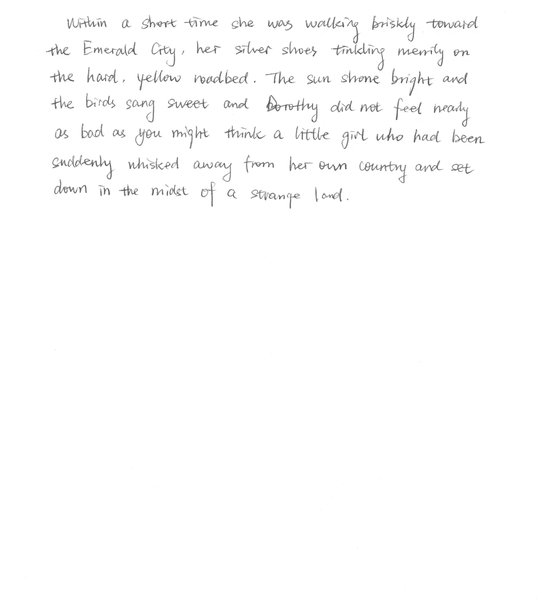 Within a short time she was walking briskly toward
the Emerald City, her silver shoes tinkling merrily on
the hard, yellow roadbed. The sun shone bright and
the birds sang sweet and Dorothy did not feel nearly
as bad as you might think a little girl who had been
suddenly whisked away from her own country and set
down in the midst of a strange land.